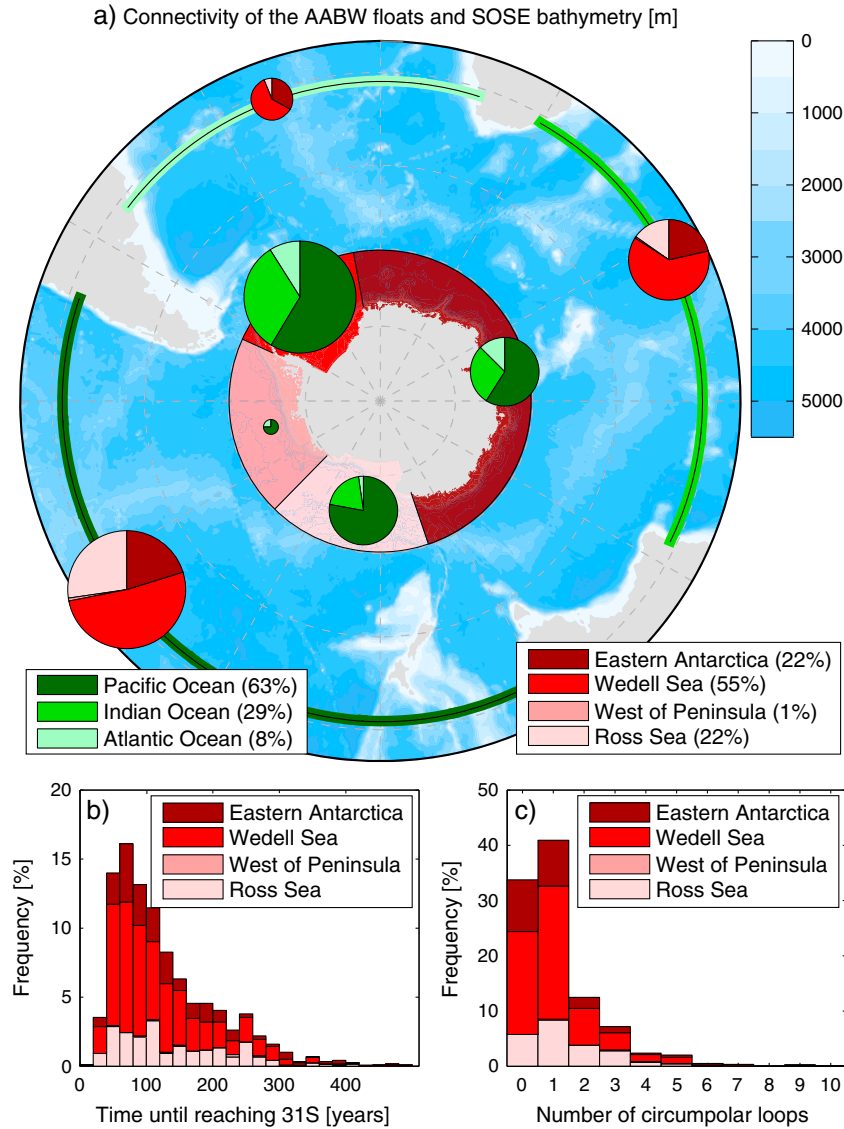 a) Connectivity of the AABW floats and SOSE bathymetry [m]
0
1000
2000
3000
4000
5000
Pacific Ocean (63%)
Indian Ocean (29%)
Atlantic Ocean (8%)
Eastern Antarctica (22%)
Wedell Sea (55%)
West of Peninsula (1%)
Ross Sea (22%)
b)
Eastern Antarctica
Wedell Sea
West of Peninsula
Ross Sea
20
15
10
5
0
Frequency [%]
100 200 300 400
Time until reaching 31S [years]
c)
Eastern Antarctica
Wedell Sea
West of Peninsula
Ross Sea
50
40
30
20
10
0
Frequency [%]
0 1 2 3 4 5 6 7 8 9 10
Number of circumpolar loops